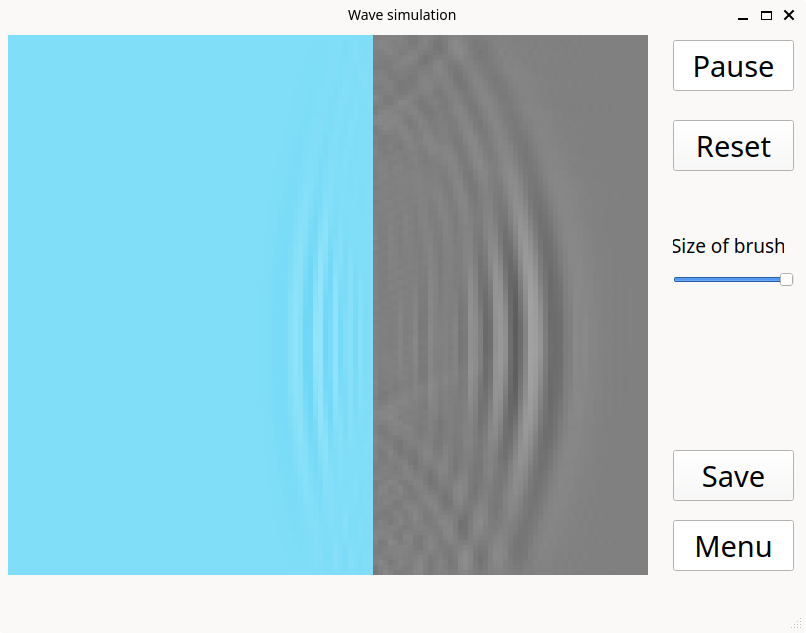 Wave simulation
Pause
Reset
Size of brush
Save
Menu